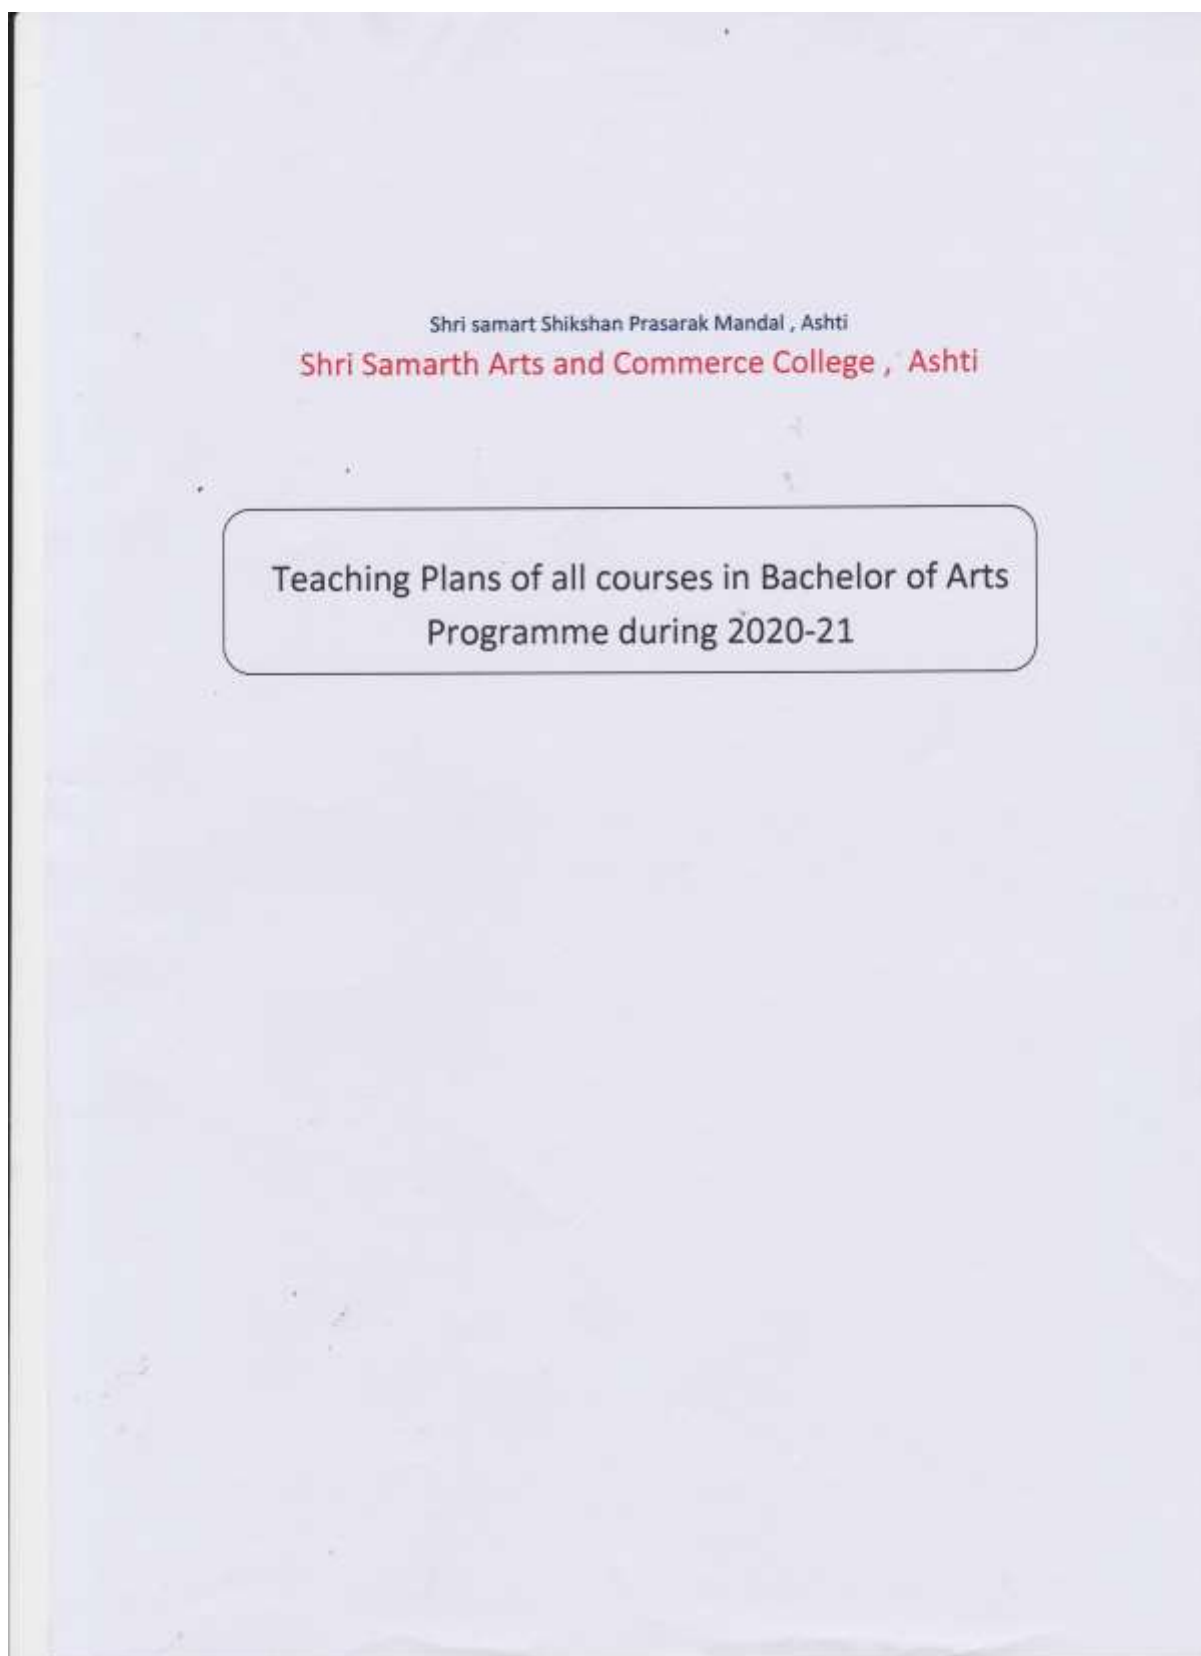 Shri samart Shikshan Prasarak Mandal , Ashti
Shri Samarth Arts and Commerce College , Ashti
Teaching Plans of all courses in Bachelor of Arts
Programme during 2020-21